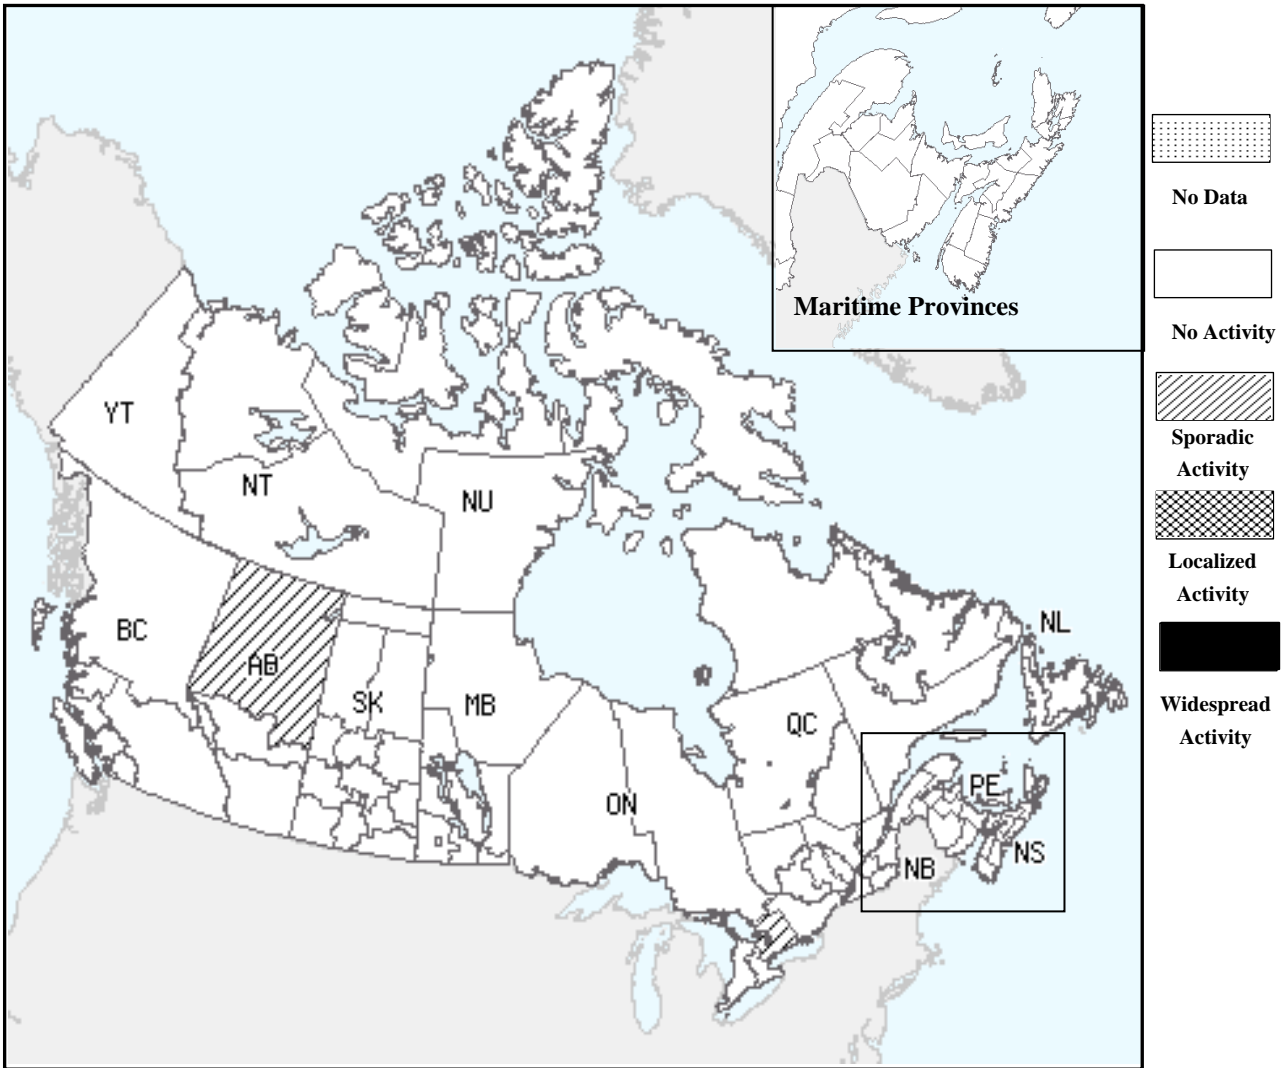 Maritime Provinces
YT
NT
NU
BC
AB
SK
MB
ON
QC
NL
PE
NB
NS
No Data
No Activity
Sporadic
Activity
Localized
Activity
Widespread
Activity